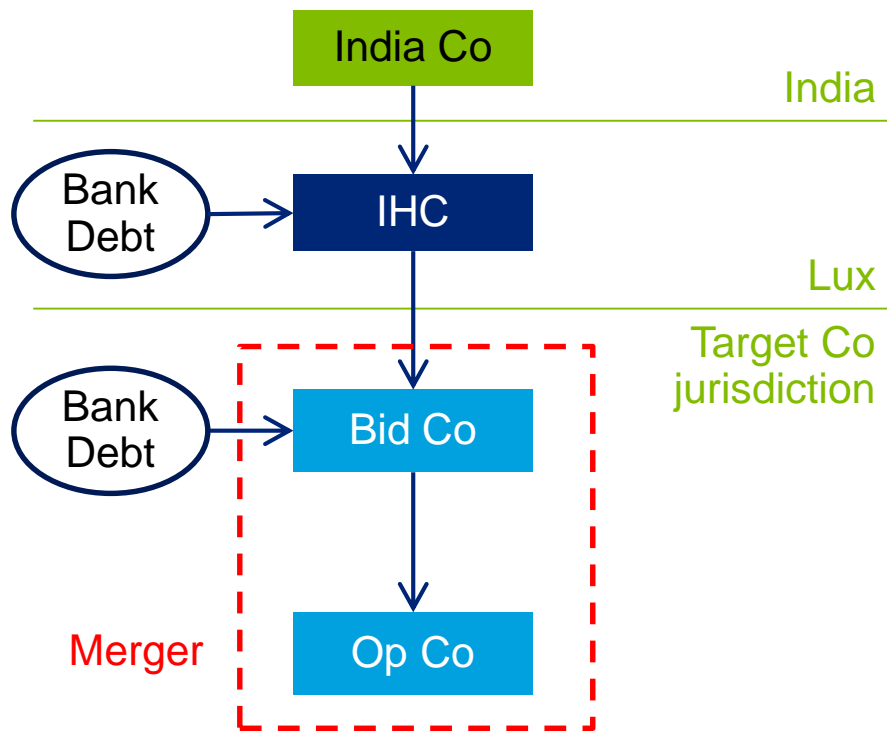 India Co
India
Bank
Debt
IHC
Lux
Target Co
jurisdiction
Bank
Debt
Bid Co
Merger
Op Co